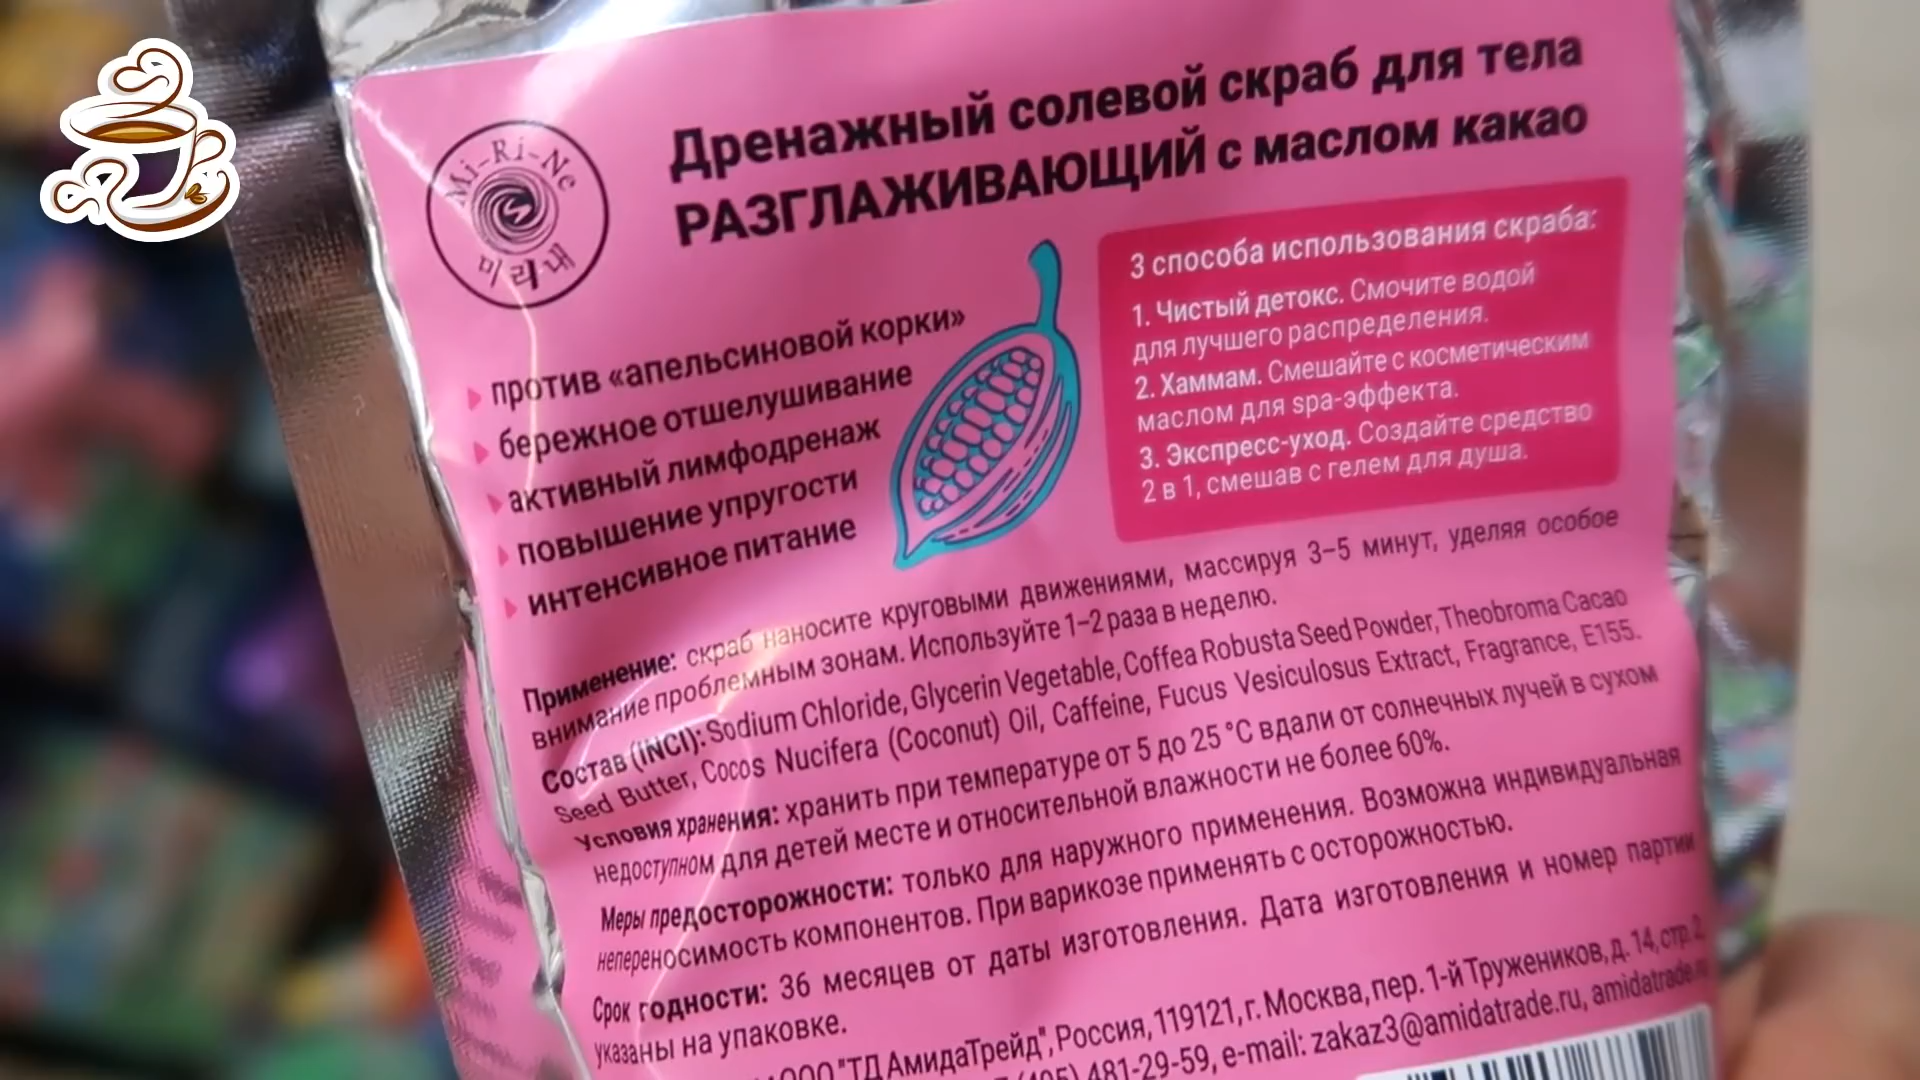 Mi-Ri-Ne
미리내
Дренажный солевой скраб для тела
РАЗГЛАЖИВАЮЩИЙ с маслом какао
против «апельсиновой корки»
бережное отшелушивание
активный лимфодренаж
повышение упругости
интенсивное питание
3 способа использования скраба:
1. Чистый детокс. Смочите водой
для лучшего распределения.
2. Хаммам. Смешайте с косметическим
маслом для spa-эффекта.
3. Экспресс-уход. Создайте средство
2 в 1, смешав с гелем для душа.
Применение: скраб наносите круговыми движениями, массируя 3–5 минут, уделяя особое
внимание проблемным зонам. Используйте 1–2 раза в неделю.
Состав (INCI): Sodium Chloride, Glycerin Vegetable, Coffea Robusta Seed Powder, Theobroma Cacao
Seed Butter, Cocos Nucifera (Coconut) Oil, Caffeine, Fucus Vesiculosus Extract, Fragrance, E155.
Условия хранения: хранить при температуре от 5 до 25 °C вдали от солнечных лучей в сухом
недоступном для детей месте и относительной влажности не более 60%.
Меры предосторожности: только для наружного применения. Возможна индивидуальная
непереносимость компонентов. При варикозе применять с осторожностью.
Срок годности: 36 месяцев от даты изготовления. Дата изготовления и номер партии
указаны на упаковке.
ООО "ТД АмидаТрейд", Россия, 119121, г. Москва, пер. 1-й Тружеников, д. 14, стр. 2,
(495) 481-29-59, e-mail: zakaz3@amidatrade.ru, amidatrade.ru